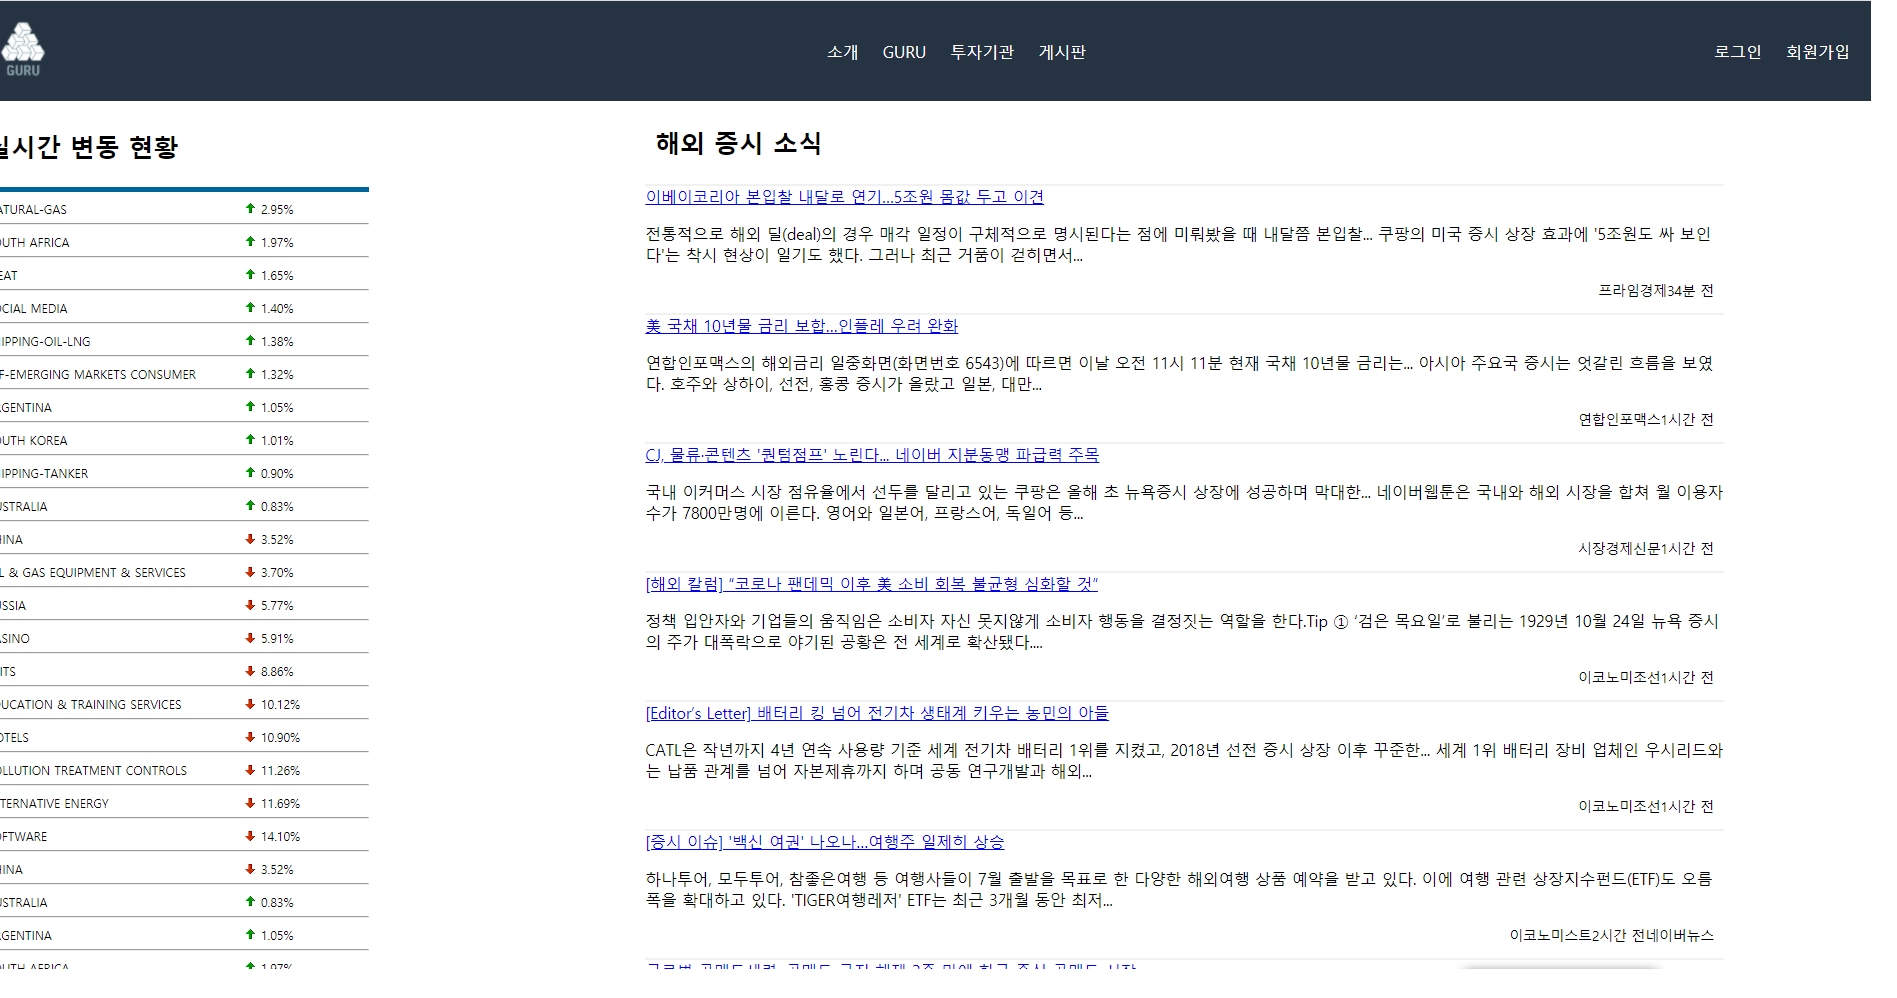 GURU
소개 GURU 투자기관 게시판
로그인 회원가입
실시간 변동 현황
ATURAL-GAS 2.95%
OUTH AFRICA 1.97%
EAT 1.65%
OCIAL MEDIA 1.40%
IPPING-OIL-LNG 1.38%
F-EMERGING MARKETS CONSUMER 1.32%
RGENTINA 1.05%
OUTH KOREA 1.01%
IPPING-TANKER 0.90%
USTRALIA 0.83%
HINA 3.52%
L & GAS EQUIPMENT & SERVICES 3.70%
USSIA 5.77%
ASINO 5.91%
ITS 8.86%
DUCATION & TRAINING SERVICES 10.12%
OTELS 10.90%
OLLUTION TREATMENT CONTROLS 11.26%
TERNATIVE ENERGY 11.69%
OFTWARE 14.10%
HINA 3.52%
USTRALIA 0.83%
RGENTINA 1.05%
OUTH AFRICA 1.97%
해외 증시 소식
이베이코리아 본입찰 내달로 연기...5조원 몸값 두고 이견
전통적으로 해외 딜(deal)의 경우 매각 일정이 구체적으로 명시된다는 점에 미뤄봤을 때 내달쯤 본입찰... 쿠팡의 미국 증시 상장 효과에 '5조원도 싸 보인
다'는 착시 현상이 일기도 했다. 그러나 최근 거품이 걷히면서...
프라임경제34분 전
美 국채 10년물 금리 보합...인플레 우려 완화
연합인포맥스의 해외금리 일중화면(화면번호 6543)에 따르면 이날 오전 11시 11분 현재 국채 10년물 금리는... 아시아 주요국 증시는 엇갈린 흐름을 보였
다. 호주와 상하이, 선전, 홍콩 증시가 올랐고 일본, 대만...
연합인포맥스1시간 전
CJ, 물류·콘텐츠 '퀀텀점프' 노린다... 네이버 지분동맹 파급력 주목
국내 이커머스 시장 점유율에서 선두를 달리고 있는 쿠팡은 올해 초 뉴욕증시 상장에 성공하며 막대한... 네이버웹툰은 국내와 해외 시장을 합쳐 월 이용자
수가 7800만명에 이른다. 영어와 일본어, 프랑스어, 독일어 등...
시장경제신문1시간 전
[해외 칼럼] “코로나 팬데믹 이후 美 소비 회복 불균형 심화할 것”
정책 입안자와 기업들의 움직임은 소비자 자신 못지않게 소비자 행동을 결정짓는 역할을 한다.Tip ① ‘검은 목요일’로 불리는 1929년 10월 24일 뉴욕 증시
의 주가 대폭락으로 야기된 공황은 전 세계로 확산됐다....
이코노미조선1시간 전
[Editor’s Letter] 배터리 킹 넘어 전기차 생태계 키우는 농민의 아들
CATL은 작년까지 4년 연속 사용량 기준 세계 전기차 배터리 1위를 지켰고, 2018년 선전 증시 상장 이후 꾸준한... 세계 1위 배터리 장비 업체인 우시리드와
는 납품 관계를 넘어 자본제휴까지 하며 공동 연구개발과 해외...
이코노미조선1시간 전
[증시 이슈] '백신 여권' 나오나...여행주 일제히 상승
하나투어, 모두투어, 참좋은여행 등 여행사들이 7월 출발을 목표로 한 다양한 해외여행 상품 예약을 받고 있다. 이에 여행 관련 상장지수펀드(ETF)도 오름
폭을 확대하고 있다. 'TIGER여행레저' ETF는 최근 3개월 동안 최저...
이코노미스트2시간 전네이버뉴스